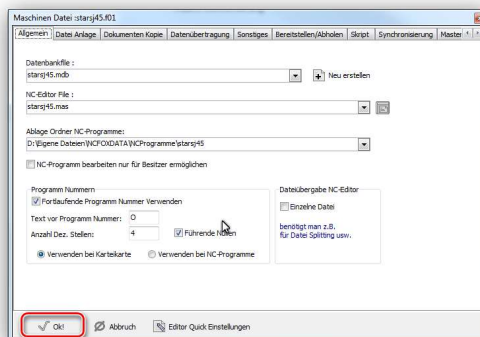 Maschinen Datei :starsj45.f01
Allgemein Datei Anlage Dokumenten Kopie Datenübertragung Sonstiges Bereitstellen/Abholen Skript Synchronisierung Master
Datenbankfile :
starsj45.mdb
Neu erstellen
NC-Editor File :
starsj45.mas
Ablage Ordner NC-Programme:
D:\Eigene Dateien\NCFOXDATA\NCProgramme\starsj45
NC-Programm bearbeiten nur für Besitzer ermöglichen
Programm Nummern
Fortlaufende Programm Nummer Verwenden
Text vor Programm Nummer: O
Anzahl Dez. Stellen: 4 Führende Nullen
Verwenden bei Karteikarte Verwenden bei NC-Programme
Dateiübergabe NC-Editor
Einzelne Datei
benötigt man z.B.
für Datei Splitting usw.
Ok! Abbruch Editor Quick Einstellungen